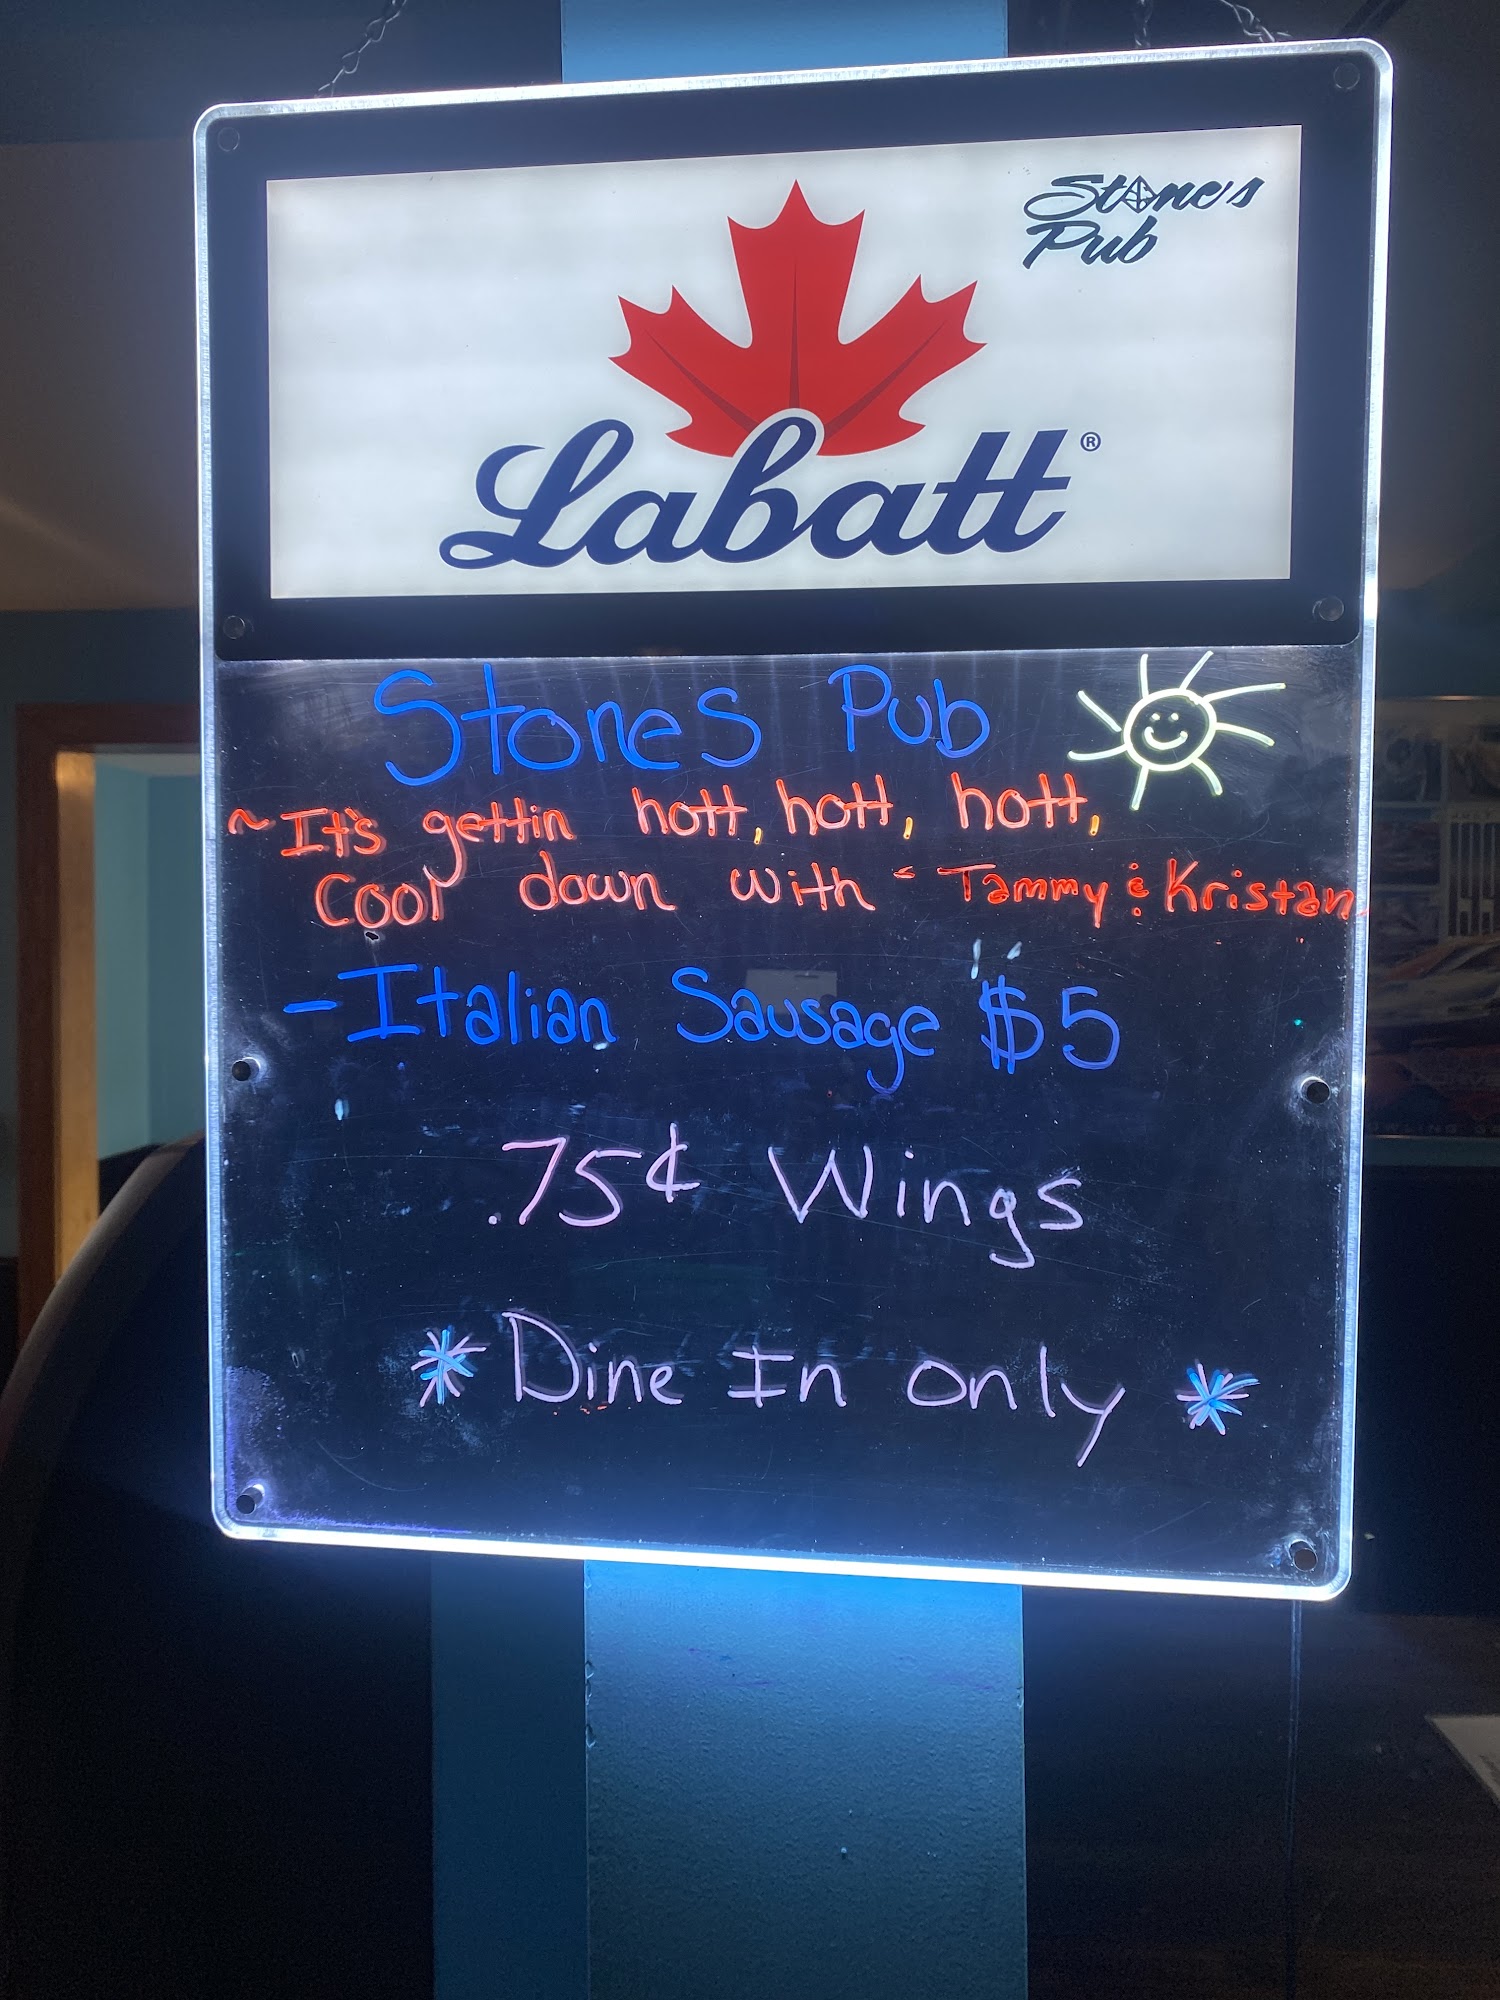 Stone's
Pub
Labatt®
Stones Pub
~It's gettin hott, hott, hott,
Cool down with Tammy & Kristan
- Italian Sausage $5
.75¢ Wings
* Dine In only *